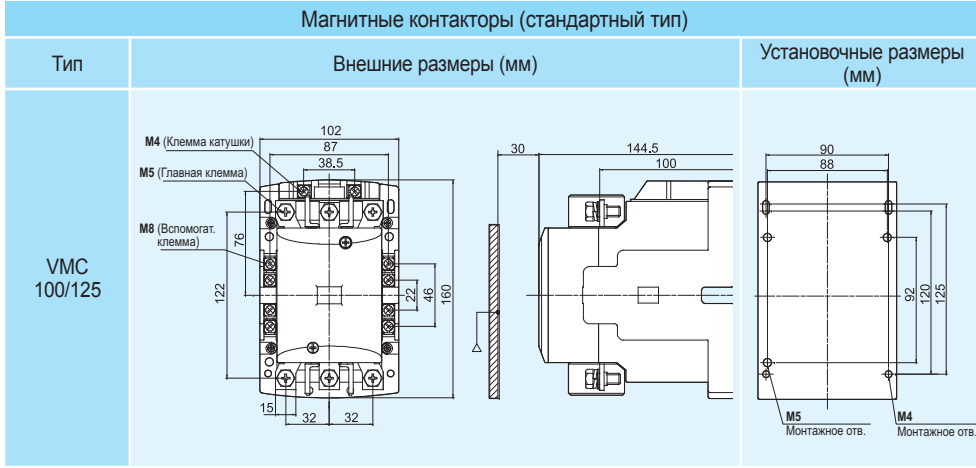 Магнитные контакторы (стандартный тип)
Тип
Внешние размеры (мм)
Установочные размеры
(мм)
VMC
100/125
M4 (Клемма катушки)
M5 (Главная клемма)
M8 (Вспомогат.
клемма)
102
87
38.5
76
122
22
46
160
15
32
32
30
144.5
100
90
88
92
120
125
M5
Монтажное отв.
M4
Монтажное отв.